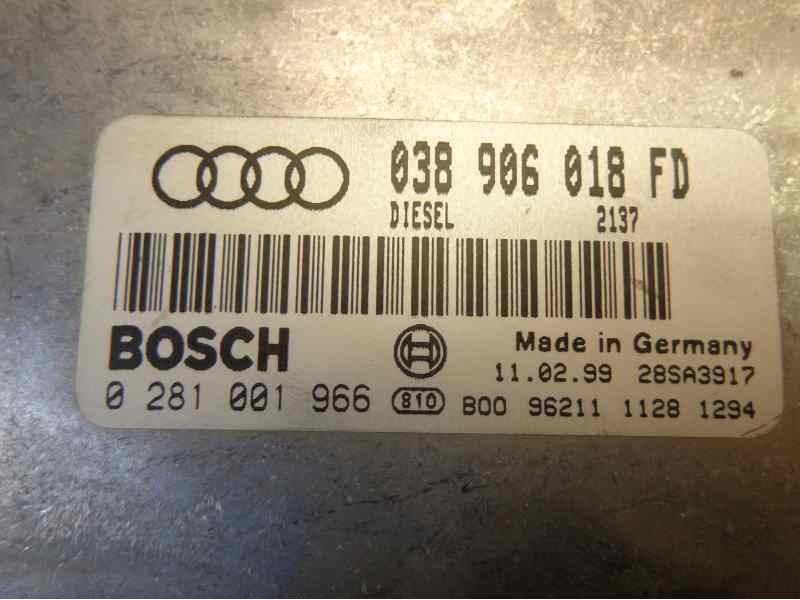 038 906 018 FD
DIESEL 2137
BOSCH
Made in Germany
11.02.99 28SA3917
0 281 001 966 810 B00 96211 1128 1294